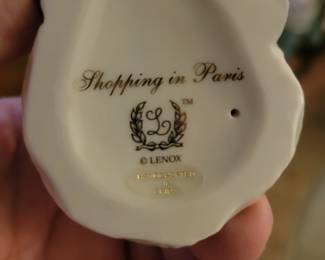 Shopping in Paris
L ™
© LENOX